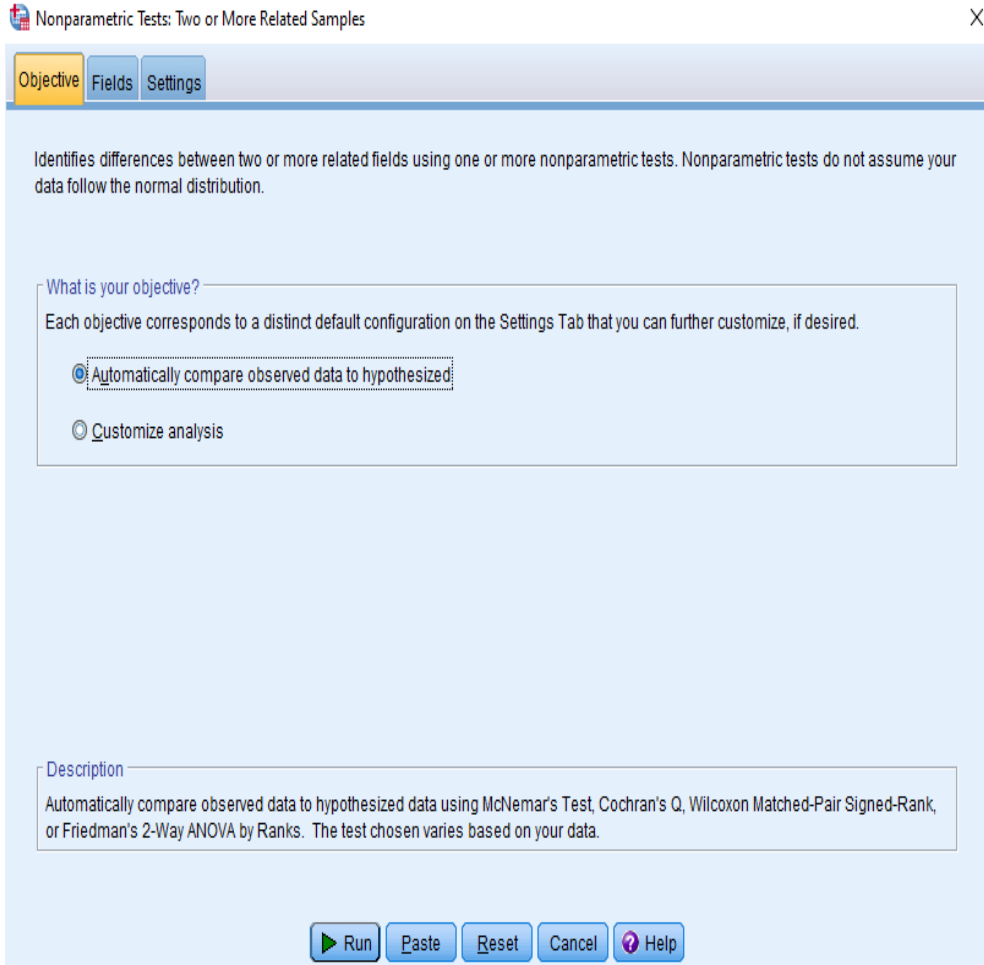 Nonparametric Tests: Two or More Related Samples
X
Objective Fields Settings
Identifies differences between two or more related fields using one or more nonparametric tests. Nonparametric tests do not assume your
data follow the normal distribution.
What is your objective?
Each objective corresponds to a distinct default configuration on the Settings Tab that you can further customize, if desired.
Automatically compare observed data to hypothesized
Customize analysis
Description
Automatically compare observed data to hypothesized data using McNemar's Test, Cochran's Q, Wilcoxon Matched-Pair Signed-Rank,
or Friedman's 2-Way ANOVA by Ranks. The test chosen varies based on your data.
Run Paste Reset Cancel ? Help